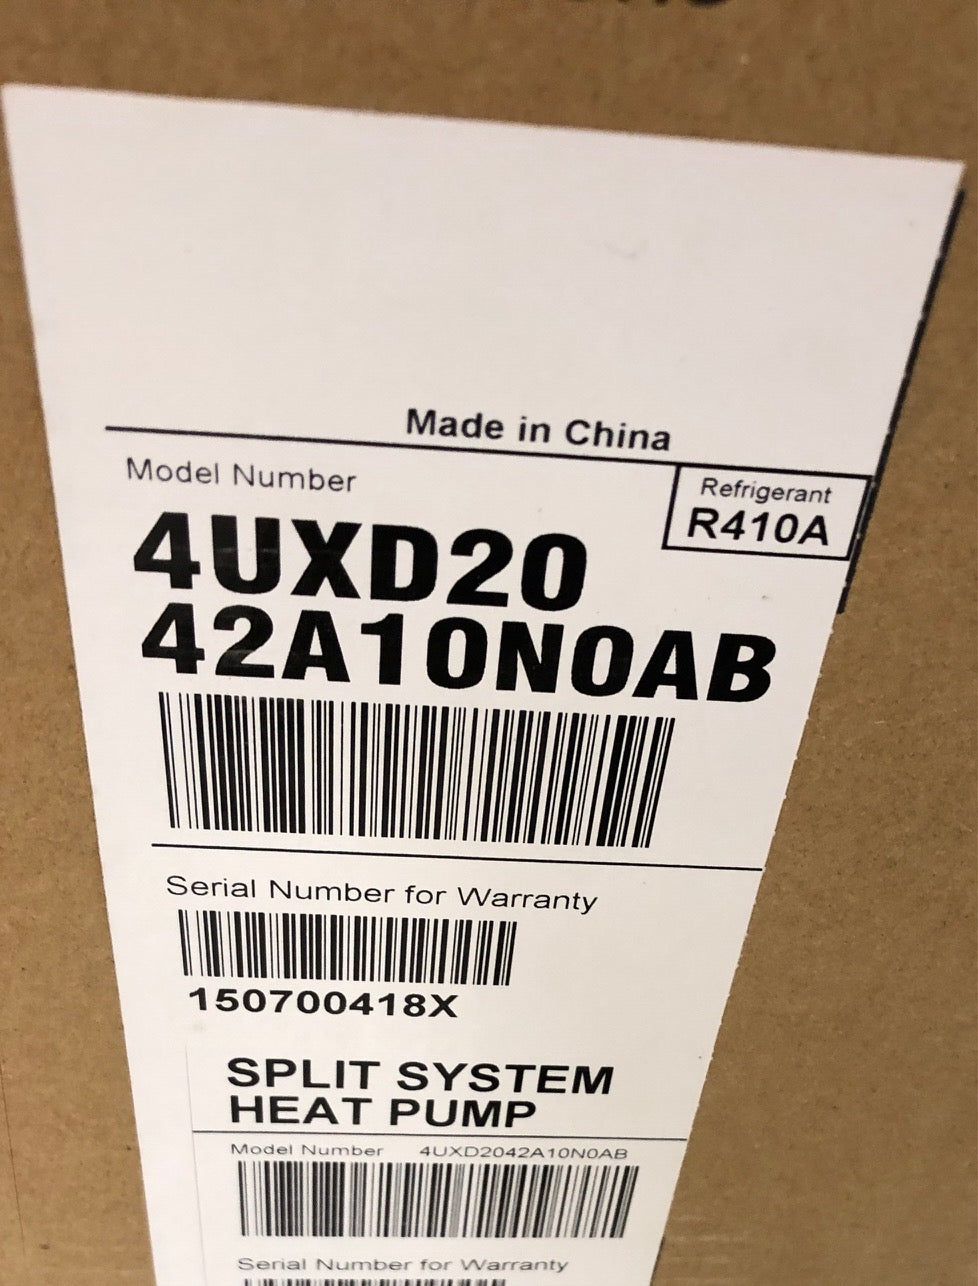 Made in China
Model Number
Refrigerant
R410A
4UXD20
42A10N0AB
Serial Number for Warranty
150700418X
SPLIT SYSTEM
HEAT PUMP
Model Number 4UXD2042A10N0AB
Serial Number for Warranty